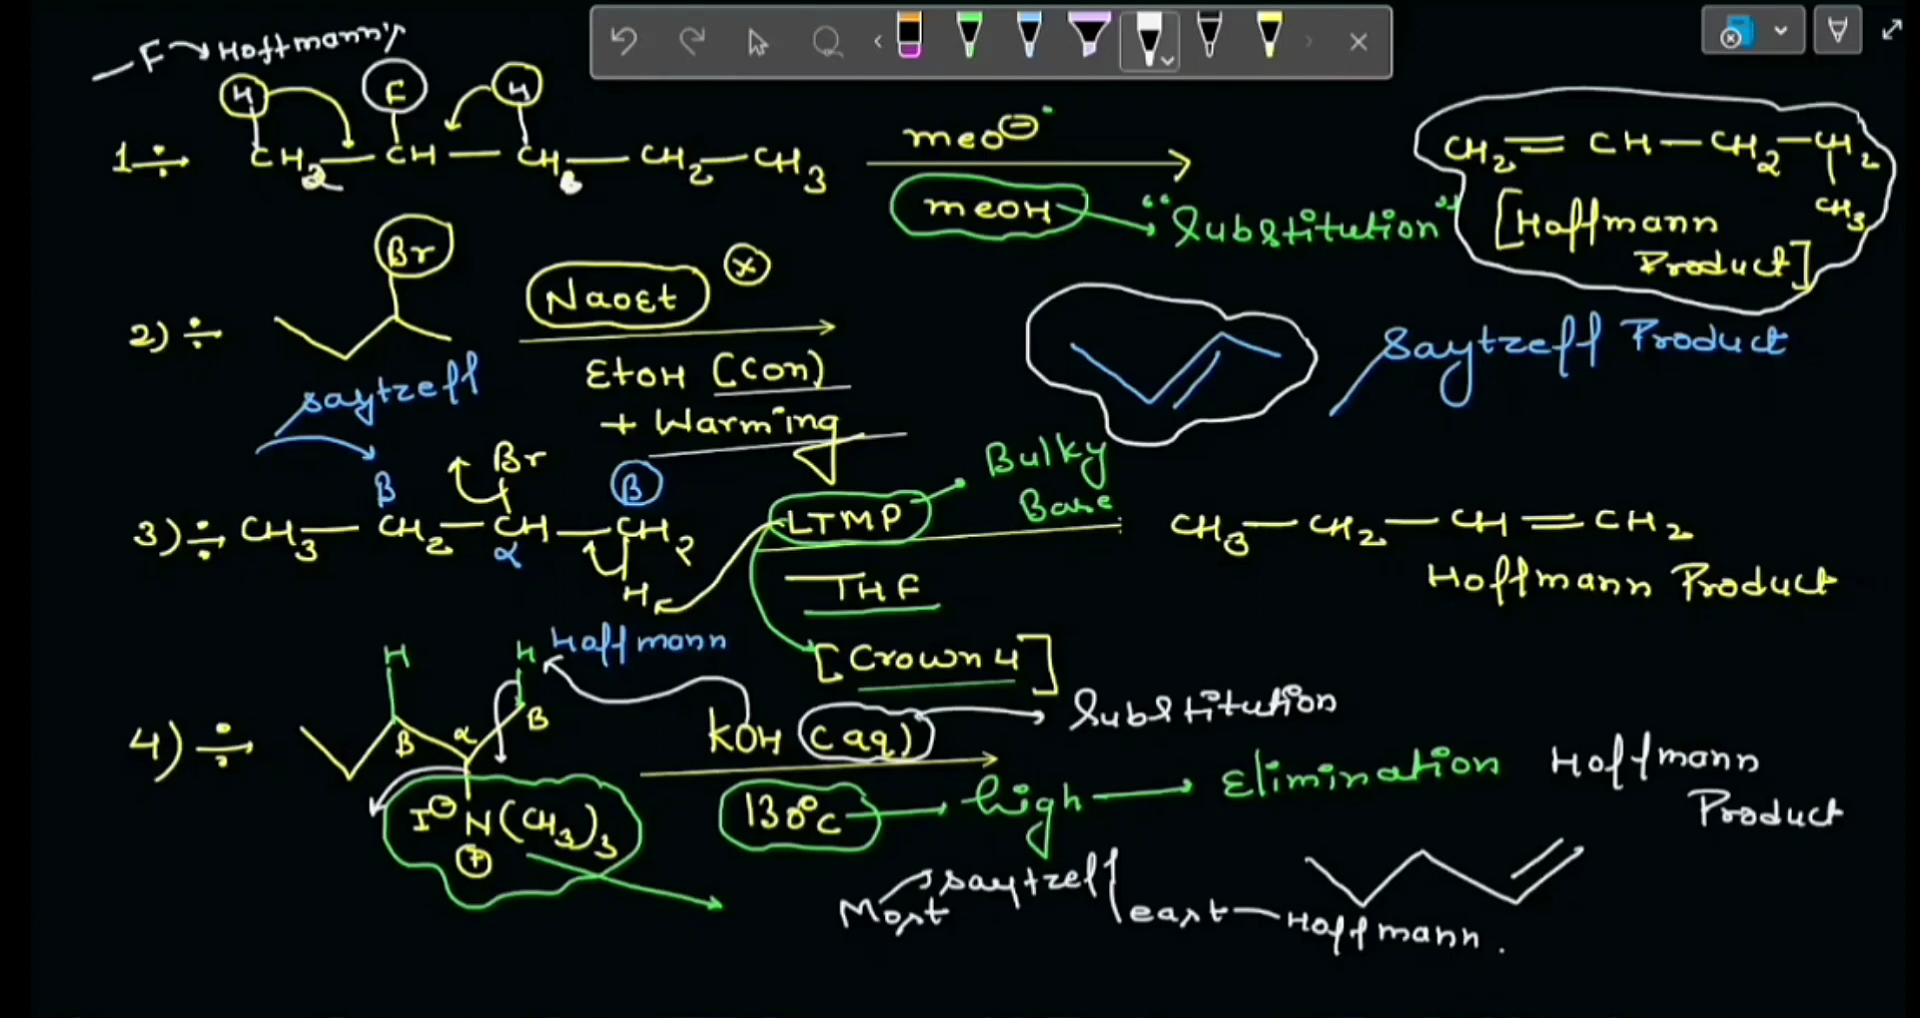 F → Hoffmann's
H F H
1 ÷ CH2 — CH — CH — CH2 — CH3
meo⊖
meOH → "Substitution"
CH2 = CH — CH2 — CH2
CH3
[Hoffmann
Product]
Br
2) ÷
NaOEt x
EtOH (Con)
+ Warming
Saytzeff Product
Saytzeff
Br
β β
3) ÷ CH3 — CH2 — CH — CH2
α
H
LTMP → Bulky
Base
THF
[Crown 4]
CH3 — CH2 — CH = CH2
Hoffmann Product
H H Hoffmann
4) ÷ β α β
I⊖ N(CH3)3
⊕
KOH (aq) → Substitution
130°C → high → Elimination
Hoffmann
Product
Most Saytzeff
least — Hoffmann.